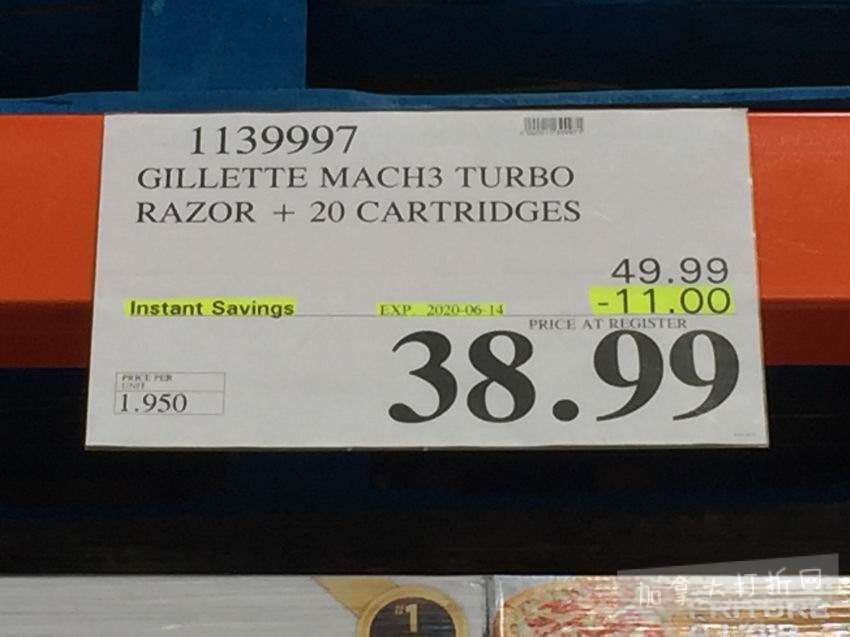 1139997
GILLETTE MACH3 TURBO
RAZOR + 20 CARTRIDGES
49.99
Instant Savings EXP. 2020-06-14 -11.00
PRICE AT REGISTER
38.99
PRICE PER
UNIT
1.950
#1
加拿大打折网